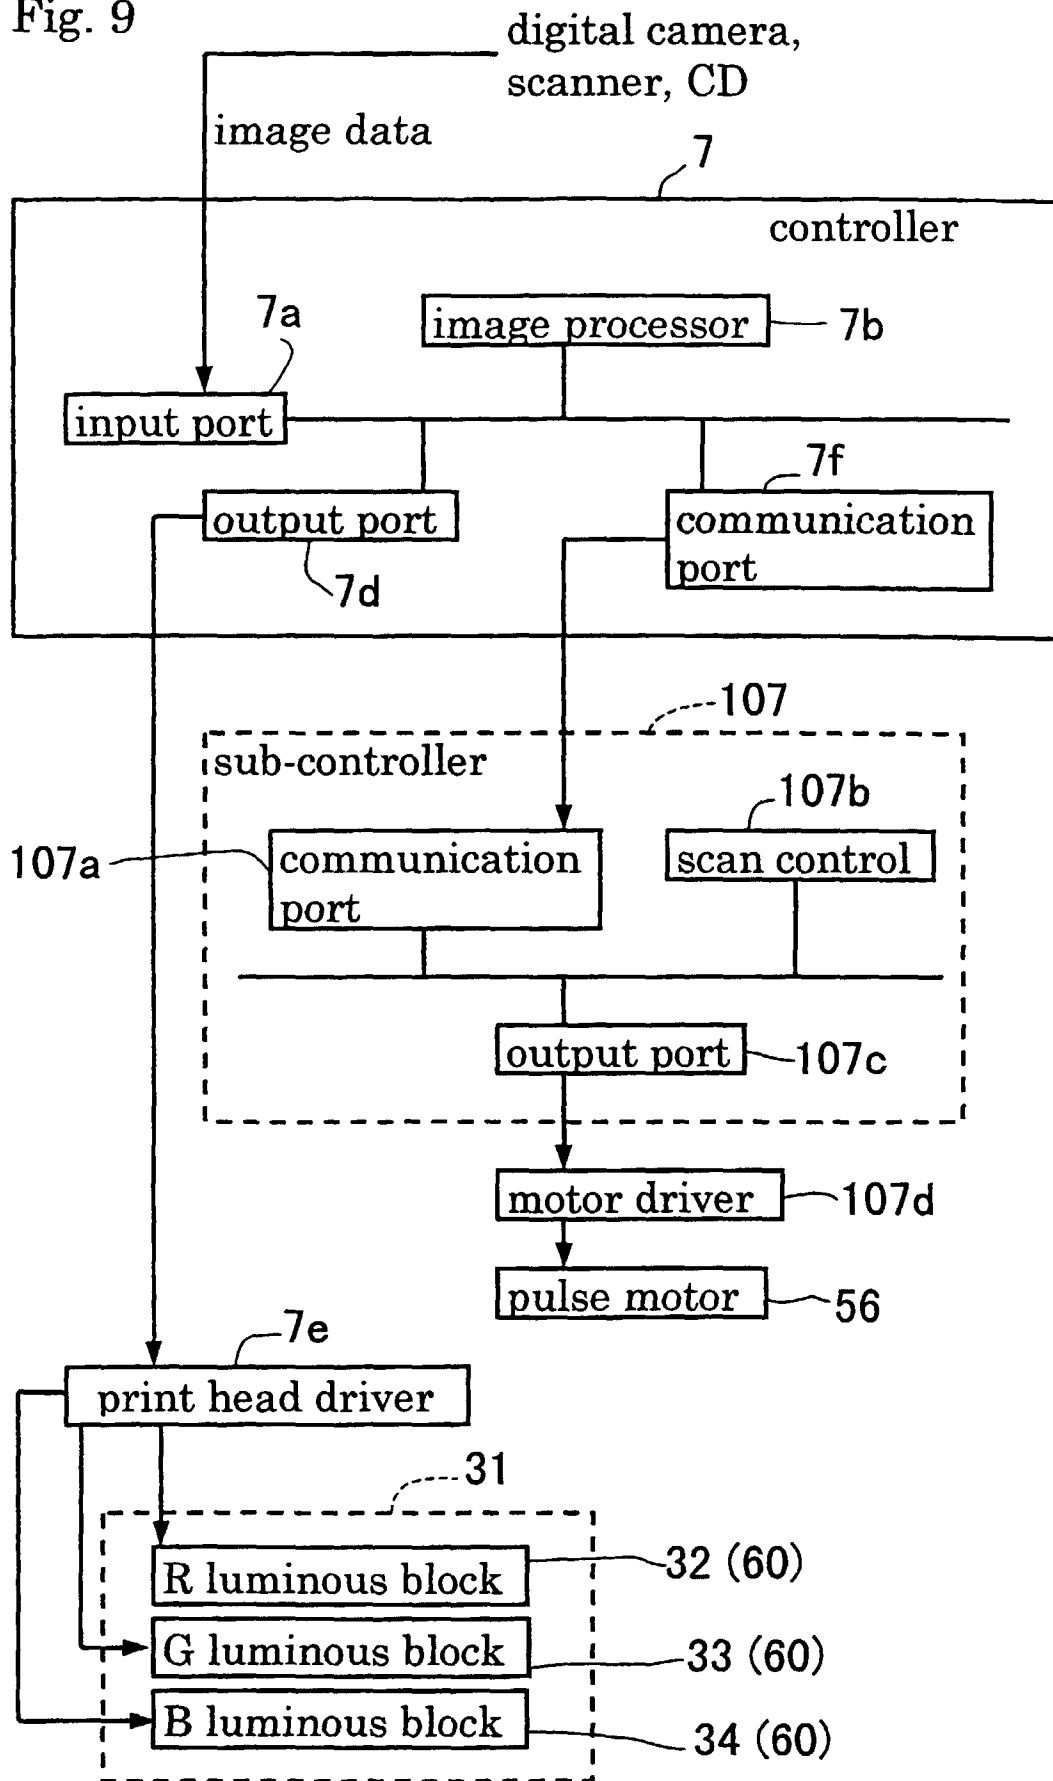 Fig. 9
digital camera,
scanner, CD
image data
7
controller
7a
image processor
7b
input port
7f
output port
communication
port
7d
107
sub-controller
107b
107a
communication
port
scan control
output port
107c
motor driver
107d
pulse motor
56
7e
print head driver
31
R luminous block
32 (60)
G luminous block
33 (60)
B luminous block
34 (60)